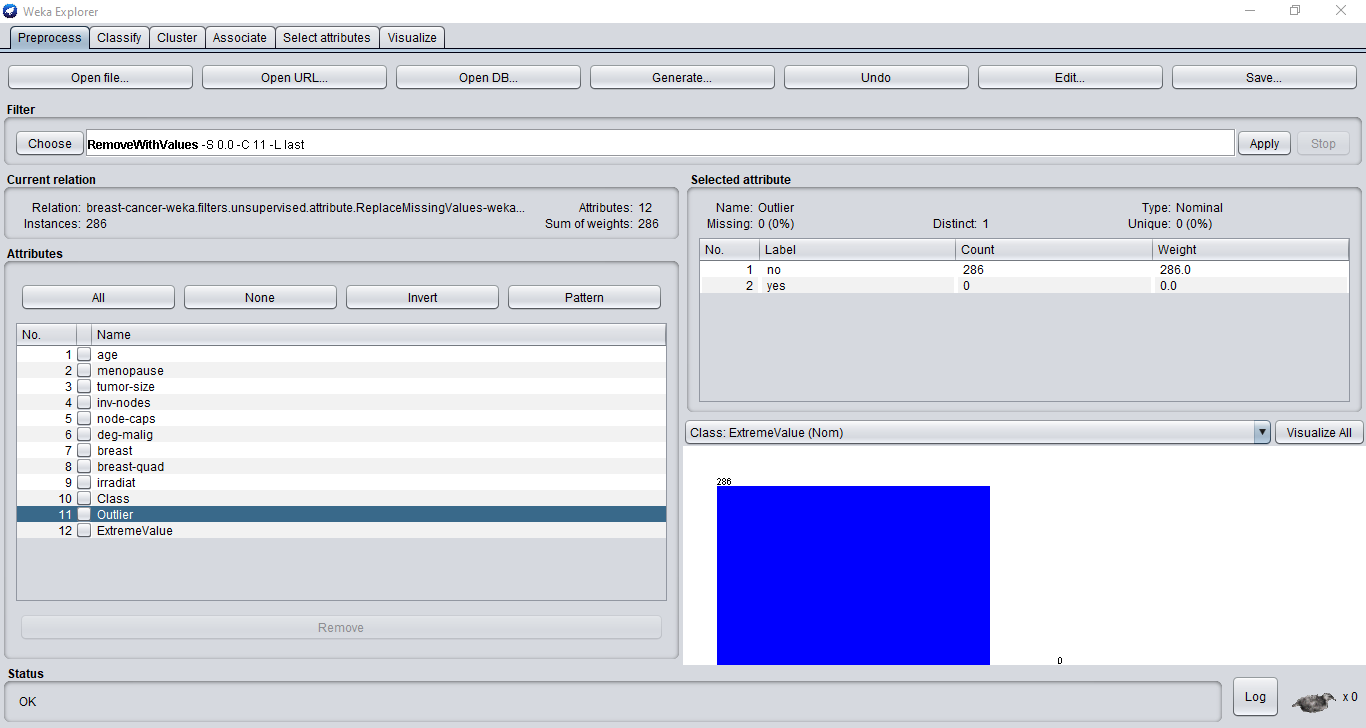 Weka Explorer
Preprocess Classify Cluster Associate Select attributes Visualize
Open file... Open URL... Open DB... Generate... Undo Edit... Save...
Filter
Choose RemoveWithValues -S 0.0 -C 11 -L last Apply Stop
Current relation
Relation: breast-cancer-weka.filters.unsupervised.attribute.ReplaceMissingValues-weka... Attributes: 12
Instances: 286 Sum of weights: 286
Attributes
All None Invert Pattern
No. Name
1 age
2 menopause
3 tumor-size
4 inv-nodes
5 node-caps
6 deg-malig
7 breast
8 breast-quad
9 irradiat
10 Class
11 Outlier
12 ExtremeValue
Remove
Selected attribute
Name: Outlier Type: Nominal
Missing: 0 (0%) Distinct: 1 Unique: 0 (0%)
No. Label Count Weight
1 no 286 286.0
2 yes 0 0.0
Class: ExtremeValue (Nom) Visualize All
286
0
Status
OK
Log x 0